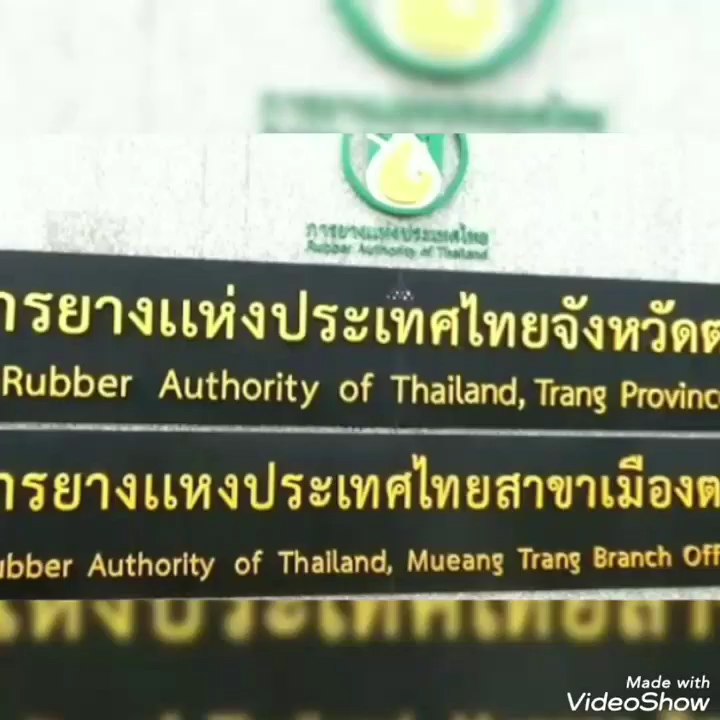 การยางแห่งประเทศไทย
Rubber Authority of Thailand
การยางแห่งประเทศไทยจังหวัดต
Rubber Authority of Thailand, Trang Provinc
ารยางแหงประเทศไทยสาขาเมืองต
ubber Authority of Thailand, Mueang Trang Branch Off
Made with
VideoShow